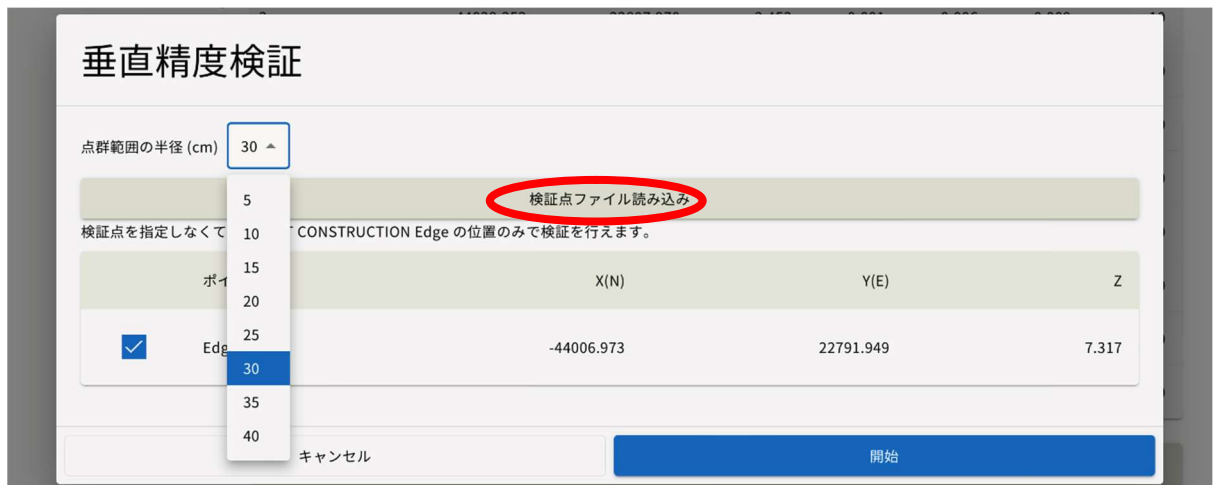 垂直精度検証
点群範囲の半径 (cm) 30
検証点ファイル読み込み
検証点を指定しなくて CONSTRUCTION Edge の位置のみで検証を行えます。
5
10
15
20
25
30
35
40
X(N) Y(E) Z
-44006.973 22791.949 7.317
キャンセル 開始